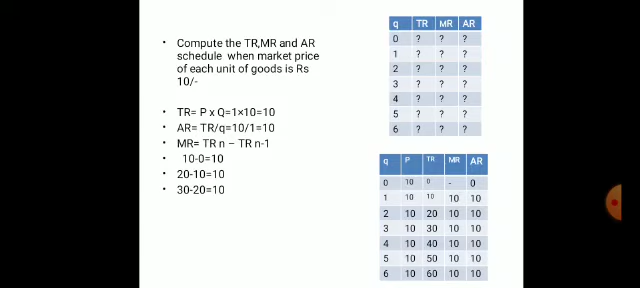 • Compute the TR,MR and AR
schedule when market price
of each unit of goods is Rs
10/-
• TR= P x Q=1×10=10
• AR= TR/q=10/1=10
• MR= TR n – TR n-1
• 10-0=10
• 20-10=10
• 30-20=10
q TR MR AR
0 ? ? ?
1 ? ? ?
2 ? ? ?
3 ? ? ?
4 ? ? ?
5 ? ? ?
6 ? ? ?
q P TR MR AR
0 10 0 - 0
1 10 10 10 10
2 10 20 10 10
3 10 30 10 10
4 10 40 10 10
5 10 50 10 10
6 10 60 10 10